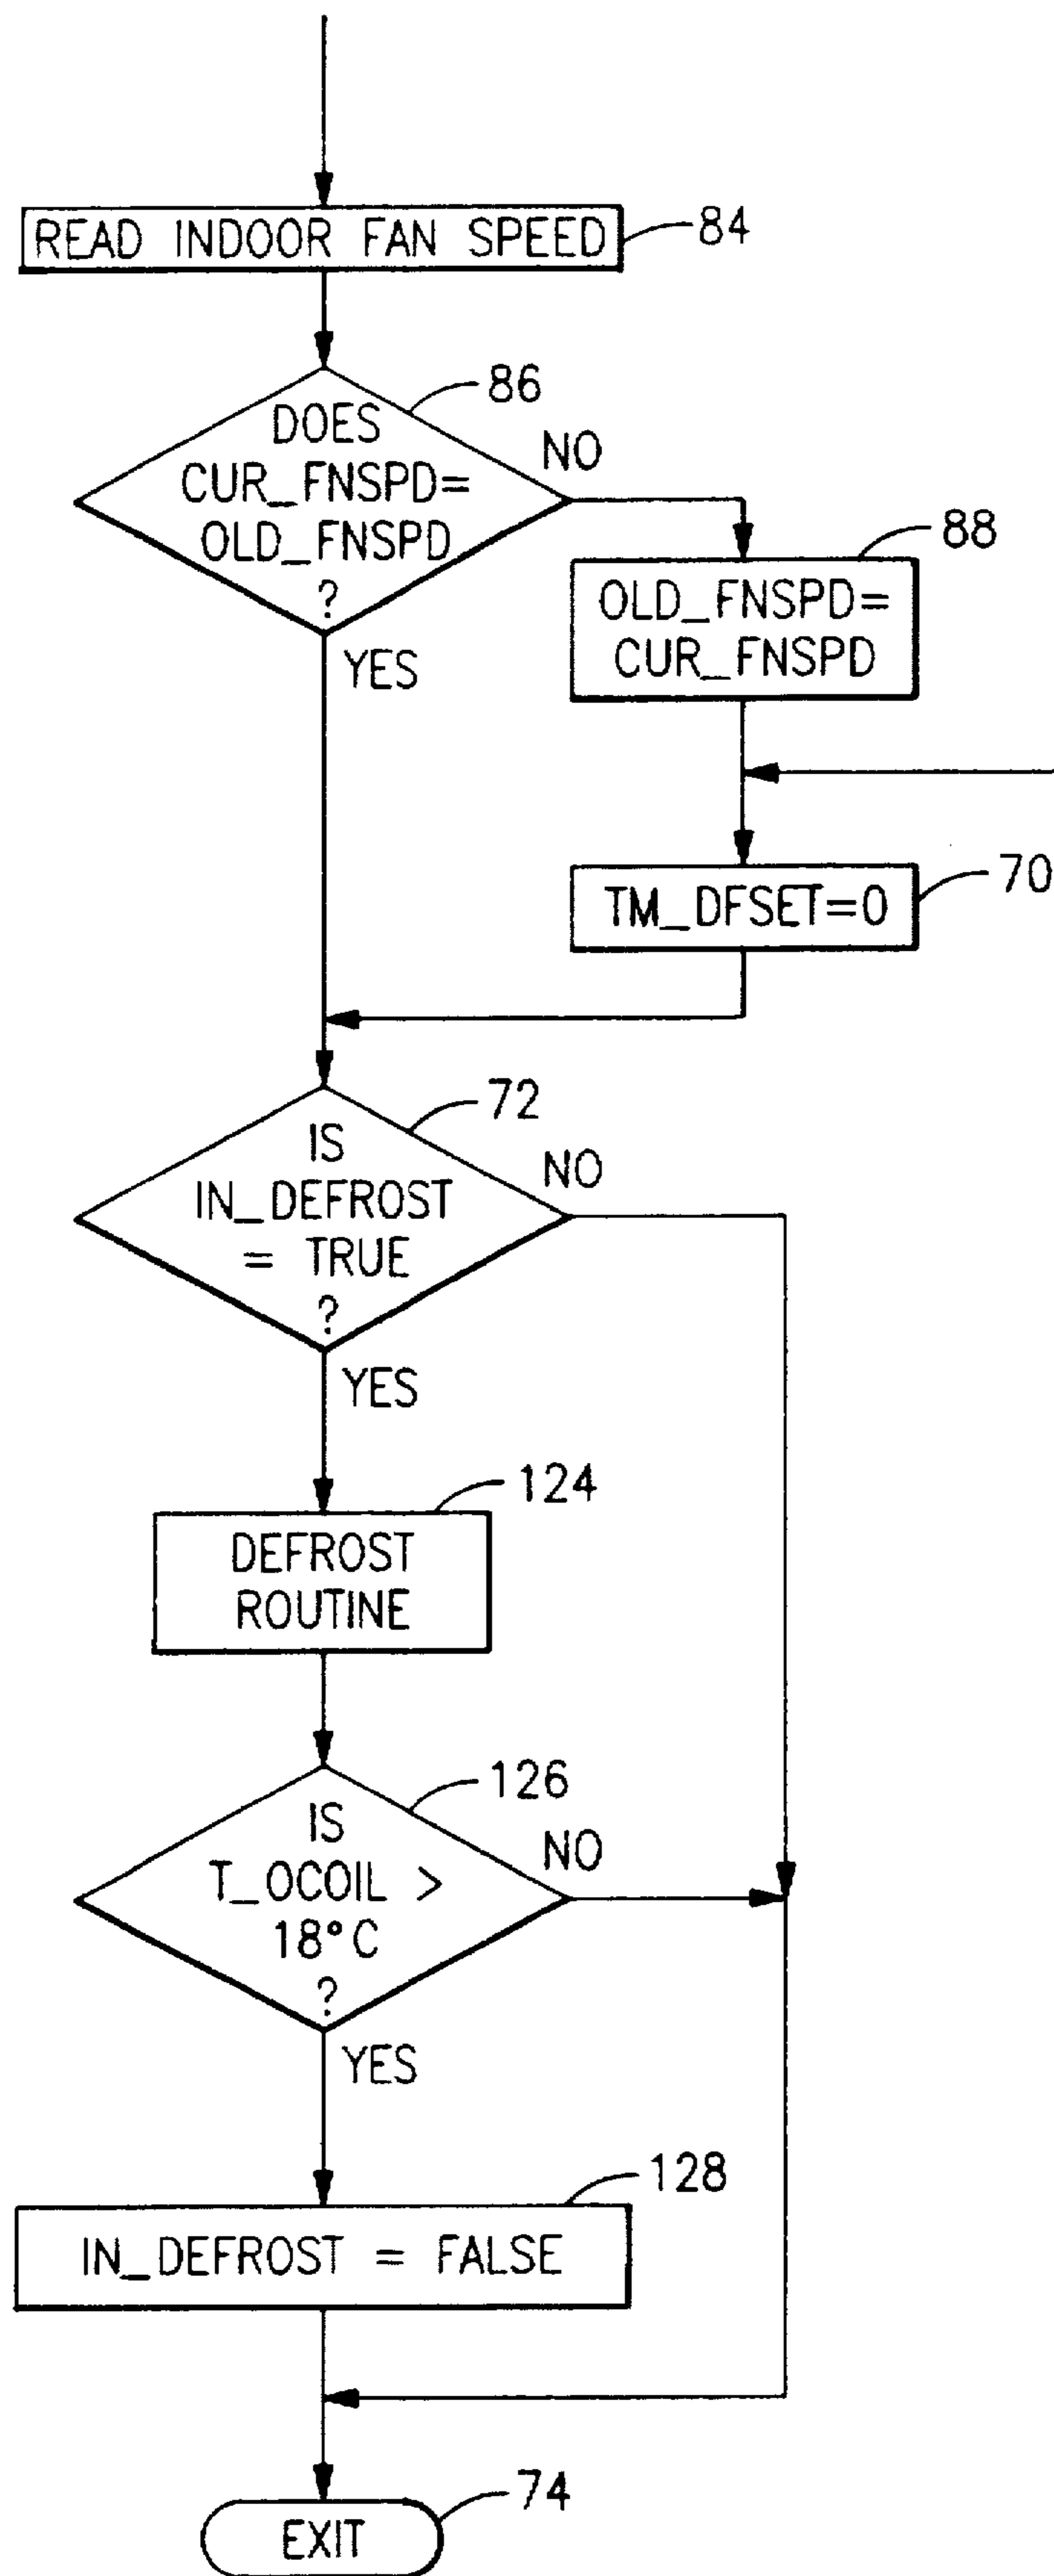 READ INDOOR FAN SPEED
84
86
DOES
CUR_FNSPD=
OLD_FNSPD
?
NO
YES
88
OLD_FNSPD=
CUR_FNSPD
TM_DFSET=0
70
72
IS
IN_DEFROST
= TRUE
?
NO
YES
124
DEFROST
ROUTINE
126
IS
T_OCOIL >
18°C
?
NO
YES
128
IN_DEFROST = FALSE
74
EXIT